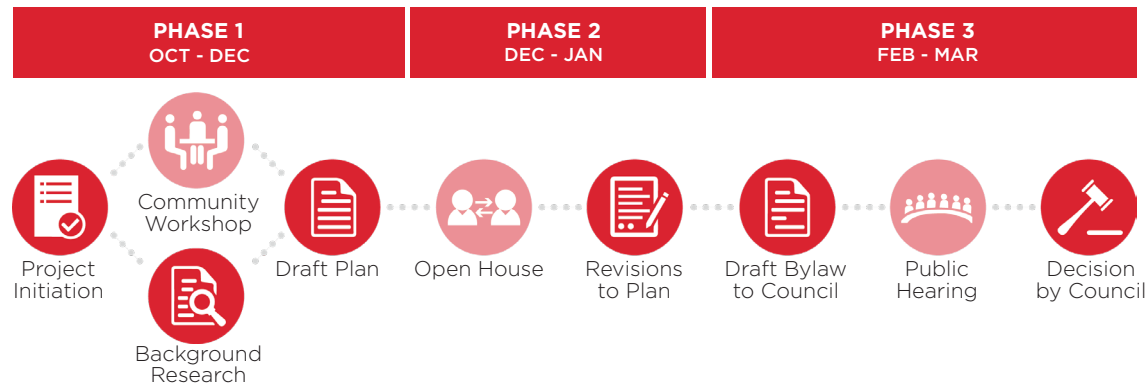 PHASE 1
OCT - DEC
PHASE 2
DEC - JAN
PHASE 3
FEB - MAR
Project
Initiation
Community
Workshop
Background
Research
Draft Plan
Open House
Revisions
to Plan
Draft Bylaw
to Council
Public
Hearing
Decision
by Council